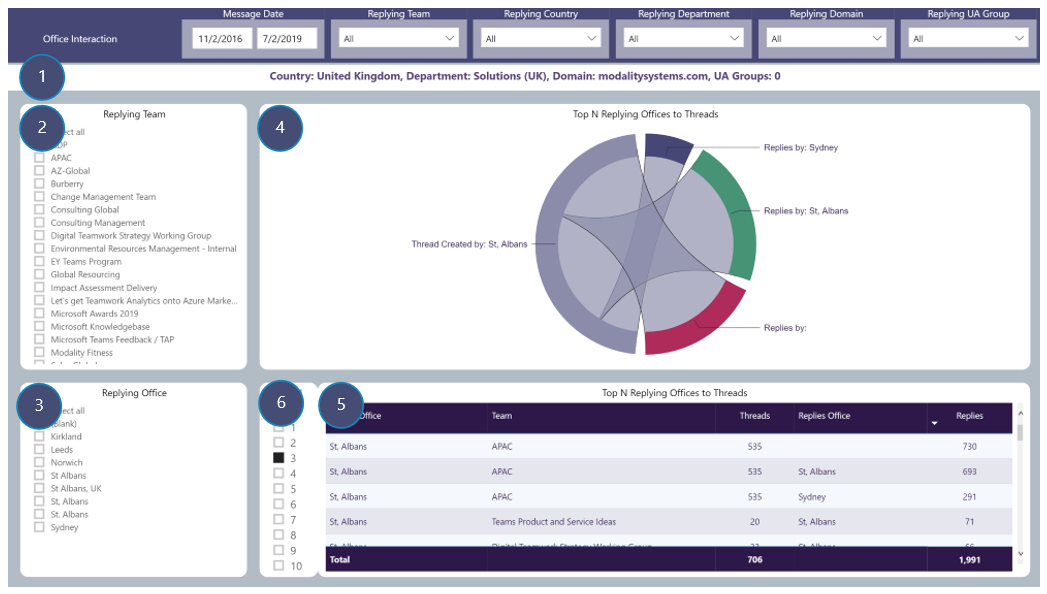 Office Interaction
Message Date
11/2/2016 7/2/2019
Replying Team
All
Replying Country
All
Replying Department
All
Replying Domain
All
Replying UA Group
All
1
Country: United Kingdom, Department: Solutions (UK), Domain: modalitysystems.com, UA Groups: 0
2
Replying Team
ect all
DP
APAC
AZ-Global
Burberry
Change Management Team
Consulting Global
Consulting Management
Digital Teamwork Strategy Working Group
Environmental Resources Management - Internal
EY Teams Program
Global Resourcing
Impact Assessment Delivery
Let's get Teamwork Analytics onto Azure Marke...
Microsoft Awards 2019
Microsoft Knowledgebase
Microsoft Teams Feedback / TAP
Modality Fitness
4
Top N Replying Offices to Threads
Replies by: Sydney
Replies by: St, Albans
Thread Created by: St, Albans
Replies by:
3
Replying Office
ect all
(Blank)
Kirkland
Leeds
Norwich
St Albans
St Albans, UK
St, Albans
St. Albans
Sydney
6
1
2
3
4
5
6
7
8
9
10
5
Top N Replying Offices to Threads
Office Team Threads Replies Office Replies
St, Albans APAC 535 730
St, Albans APAC 535 St, Albans 693
St, Albans APAC 535 Sydney 291
St, Albans Teams Product and Service Ideas 20 St, Albans 71
St, Albans Digital Teamwork Strategy Working Group St, Albans
Total 706 1,991